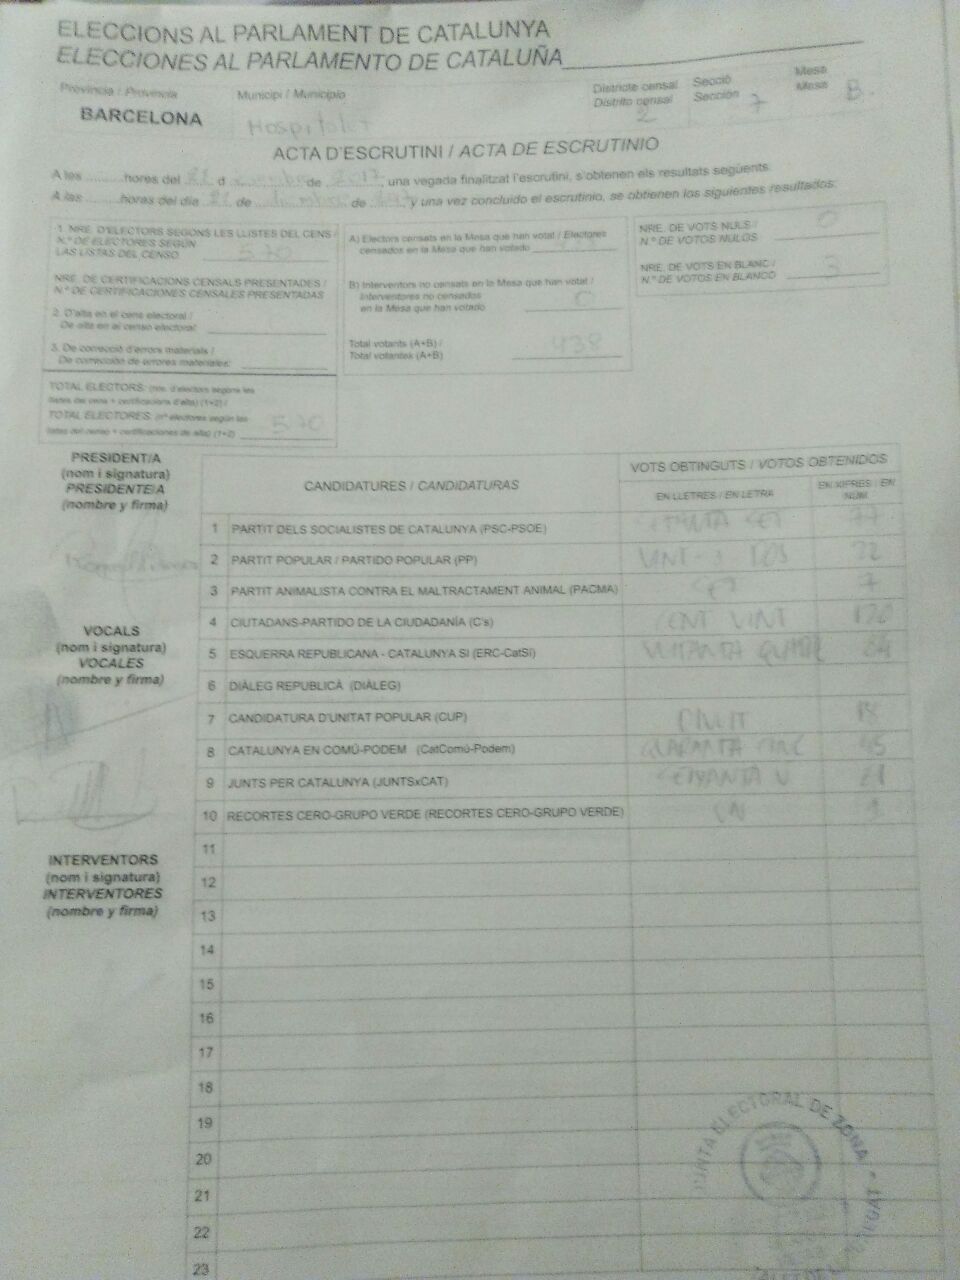 ELECCIONS AL PARLAMENT DE CATALUNYA
ELECCIONES AL PARLAMENTO DE CATALUÑA
Provincia / Provincia
BARCELONA
Municipi / Municipio
Hospitalet
Districte censal
Distrito censal
2
Secció
Sección
7
Mesa
Mesa
B
ACTA D'ESCRUTINI / ACTA DE ESCRUTINIO
A les ..........hores del 21 d de 2017, una vegada finalitzat l'escrutini, s'obtenen els resultats següents.
A las ..........horas del día 21 de de y una vez concluido el escrutinio, se obtienen los siguientes resultados:
1. NRE. D'ELECTORS SEGONS LES LLISTES DEL CENS /
N.º DE ELECTORES SEGÚN
LAS LISTAS DEL CENSO 570
NRE. DE CERTIFICACIONS CENSALS PRESENTADES /
N.º DE CERTIFICACIONES CENSALES PRESENTADAS
2. D'alta en el cens electoral /
De alta en el censo electoral:
3. De correcció d'errors materials /
De corrección de errores materiales:
TOTAL ELECTORS: (nre. d'electors segons les
llistes del cens + certificacions d'alta) (1+2) /
TOTAL ELECTORES: (nº electores según las
listas del censo + certificaciones de alta) (1+2) 570
A) Electors censats en la Mesa que han votat / Electores
censados en la Mesa que han votado
B) Interventors no censats en la Mesa que han votat /
Interventores no censados
en la Mesa que han votado 0
Total votants (A+B) /
Total votantes (A+B) 438
NRE. DE VOTS NULS /
N.º DE VOTOS NULOS 0
NRE. DE VOTS EN BLANC /
N.º DE VOTOS EN BLANCO 3
PRESIDENT/A
(nom i signatura)
PRESIDENTE/A
(nombre y firma)
VOCALS
(nom i signatura)
VOCALES
(nombre y firma)
INTERVENTORS
(nom i signatura)
INTERVENTORES
(nombre y firma)
CANDIDATURES / CANDIDATURAS
VOTS OBTINGUTS / VOTOS OBTENIDOS
EN LLETRES / EN LETRA
EN XIFRES / EN NÚM.
1 PARTIT DELS SOCIALISTES DE CATALUNYA (PSC-PSOE) SETANTA SET 77
2 PARTIT POPULAR / PARTIDO POPULAR (PP) VINT-I DOS 22
3 PARTIT ANIMALISTA CONTRA EL MALTRACTAMENT ANIMAL (PACMA) SET 7
4 CIUTADANS-PARTIDO DE LA CIUDADANÍA (C's) CENT VINT 120
5 ESQUERRA REPUBLICANA - CATALUNYA SI (ERC-CatSí) VUITANTA QUATRE 84
6 DIÀLEG REPUBLICÀ (DIÀLEG)
7 CANDIDATURA D'UNITAT POPULAR (CUP) DIVUIT 18
8 CATALUNYA EN COMÚ-PODEM (CatComú-Podem) QUARANTA CINC 45
9 JUNTS PER CATALUNYA (JUNTSxCAT) SEIXANTA U 61
10 RECORTES CERO-GRUPO VERDE (RECORTES CERO-GRUPO VERDE) UN 1
11
12
13
14
15
16
17
18
19
20
21
22
23
JUNTA ELECTORAL DE ZONA